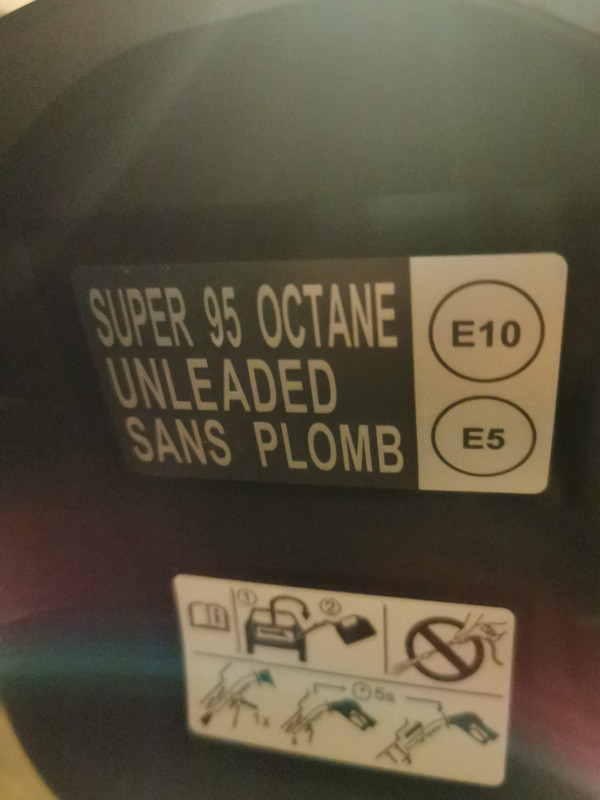 SUPER 95 OCTANE
UNLEADED
SANS PLOMB
E10
E5
1
2
5s
1x